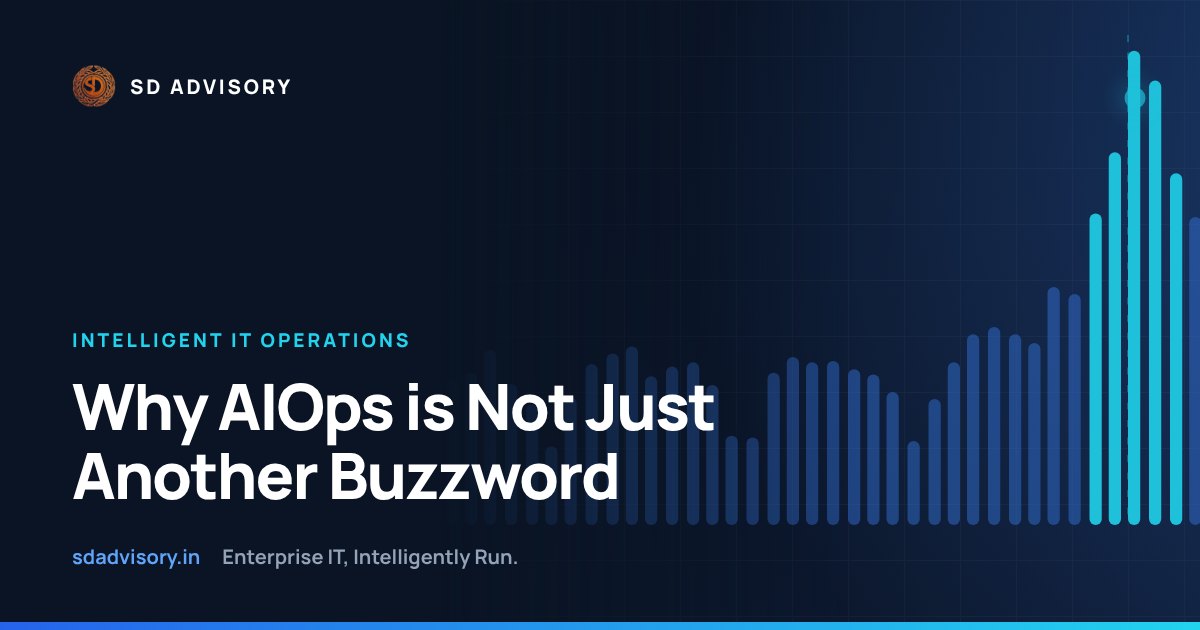 SD ADVISORY
INTELLIGENT IT OPERATIONS
Why AIOps is Not Just
Another Buzzword
sdadvisory.in Enterprise IT, Intelligently Run.